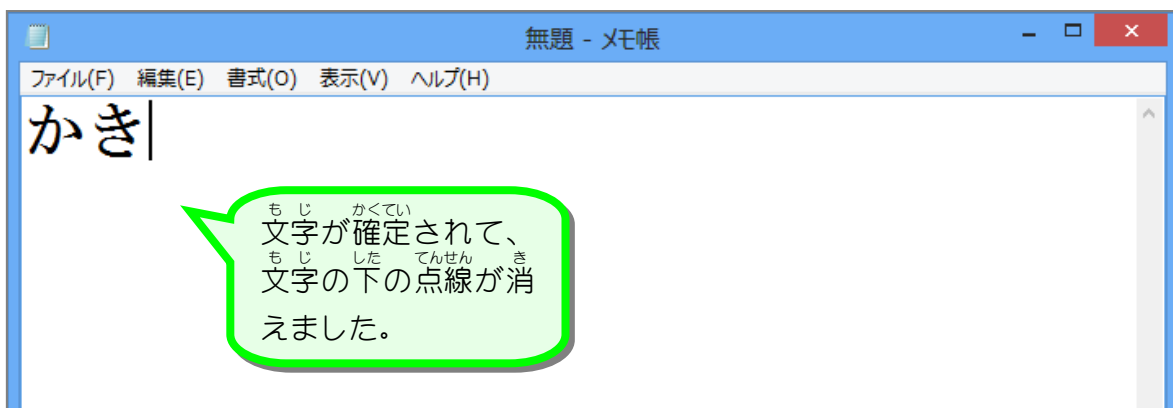 無題 - メモ帳
ファイル(F) 編集(E) 書式(O) 表示(V) ヘルプ(H)
かき
もじ かくてい
文字が確定されて、
もじ した てんせん き
文字の下の点線が消
えました。